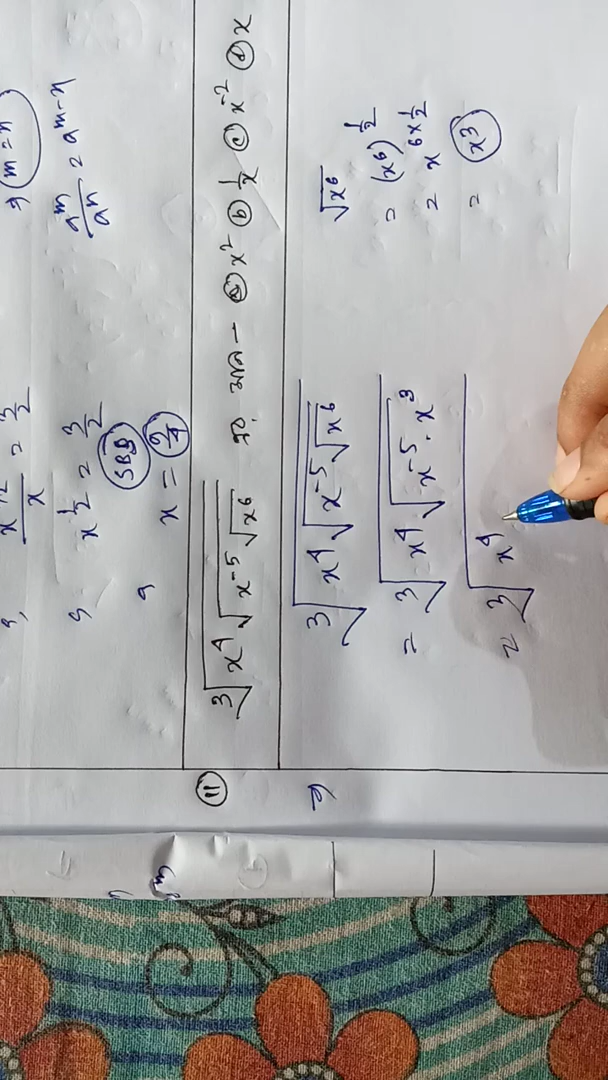 ⇒ (m = n)
x^{1/2}/x = 3/2
a^m/a^n = a^{m-n}
x^{1/2} = 3/2
SBS
x = 9/4
(11) ∛(x⁴√(x⁻⁵√x⁶)) এর মান − (a) x² (b) 1/x (c) x⁻² (d) x
⇒ ∛(x⁴√(x⁻⁵√x⁶))
= ∛(x⁴√(x⁻⁵·x³))
= ∛(x⁴
√x⁶
= (x⁶)^{1/2}
= x^{6×1/2}
= x³